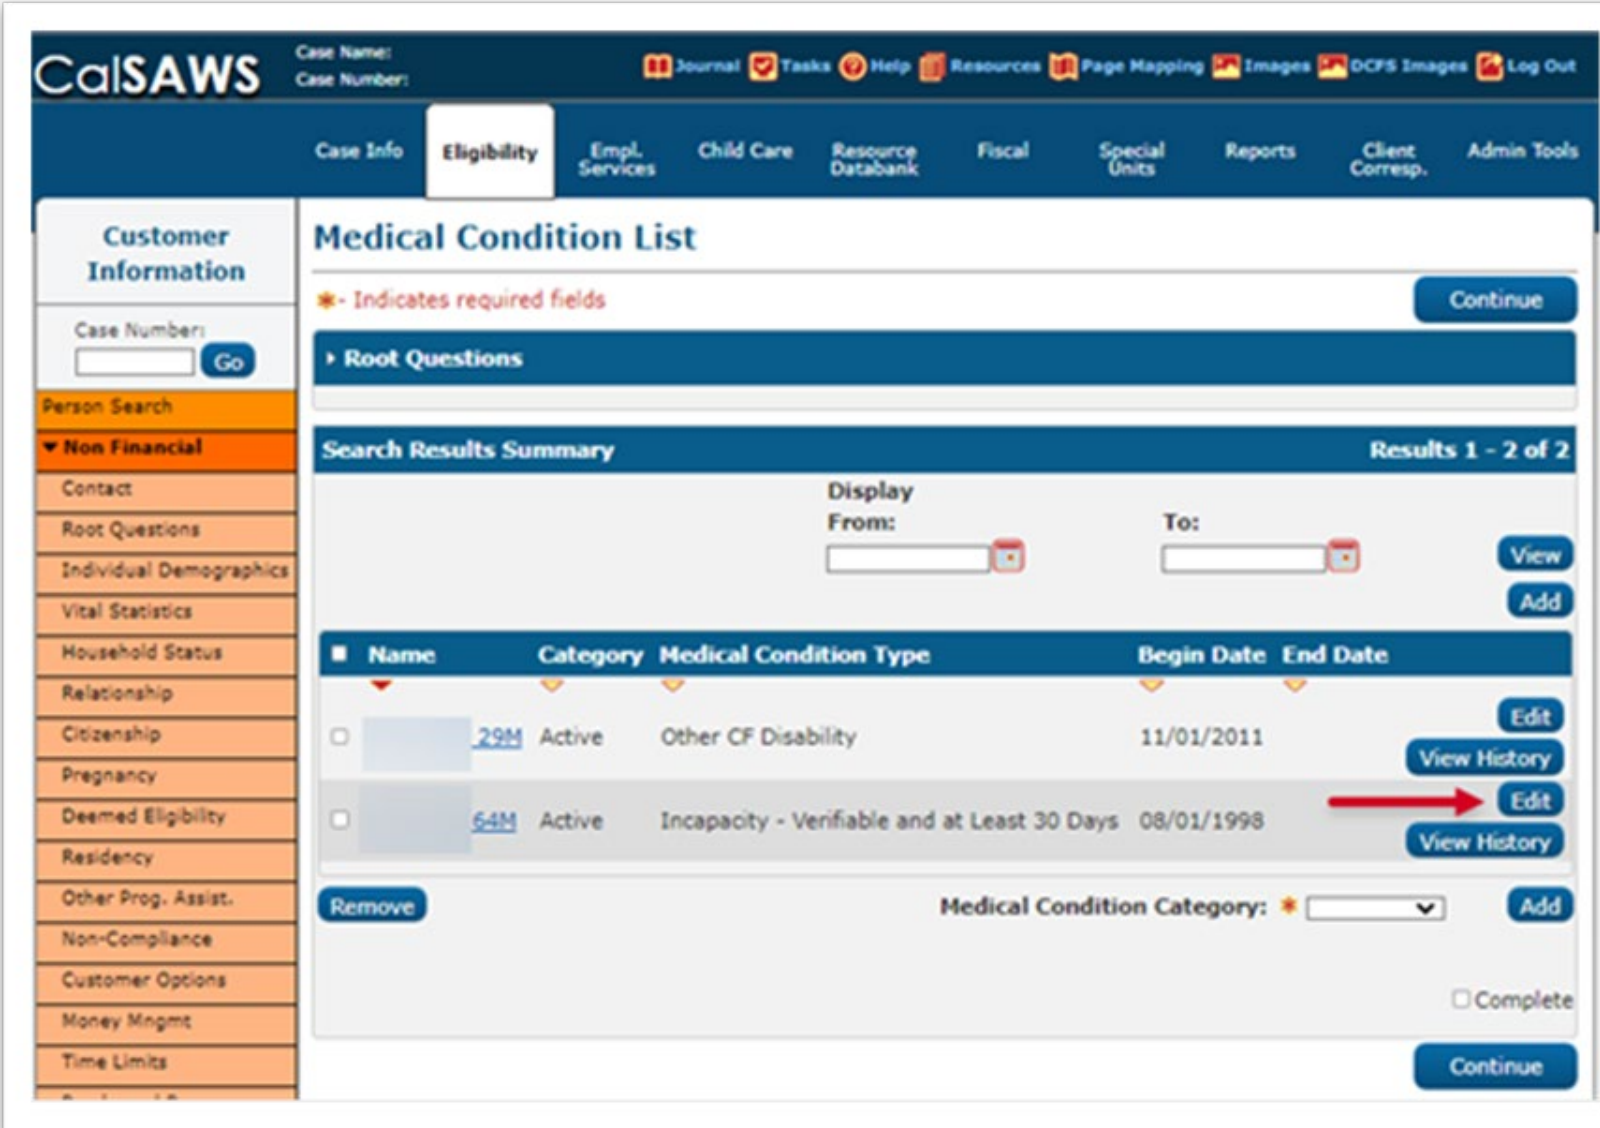 CalSAWS
Case Name:
Case Number:
Journal Tasks Help Resources Page Mapping Images DCFS Images Log Out
Case Info Eligibility Empl. Services Child Care Resource Databank Fiscal Special Units Reports Client Corresp. Admin Tools
Customer Information
Case Number:
Go
Person Search
Non Financial
Contact
Root Questions
Individual Demographics
Vital Statistics
Household Status
Relationship
Citizenship
Pregnancy
Deemed Eligibility
Residency
Other Prog. Assist.
Non-Compliance
Customer Options
Money Mngmt
Time Limits
Medical Condition List
*- Indicates required fields
Continue
Root Questions
Search Results Summary Results 1 - 2 of 2
Display
From: To:
View
Add
Name Category Medical Condition Type Begin Date End Date
29M Active Other CF Disability 11/01/2011 Edit
View History
64M Active Incapacity - Verifiable and at Least 30 Days 08/01/1998 Edit
View History
Remove Medical Condition Category: * Add
Complete
Continue